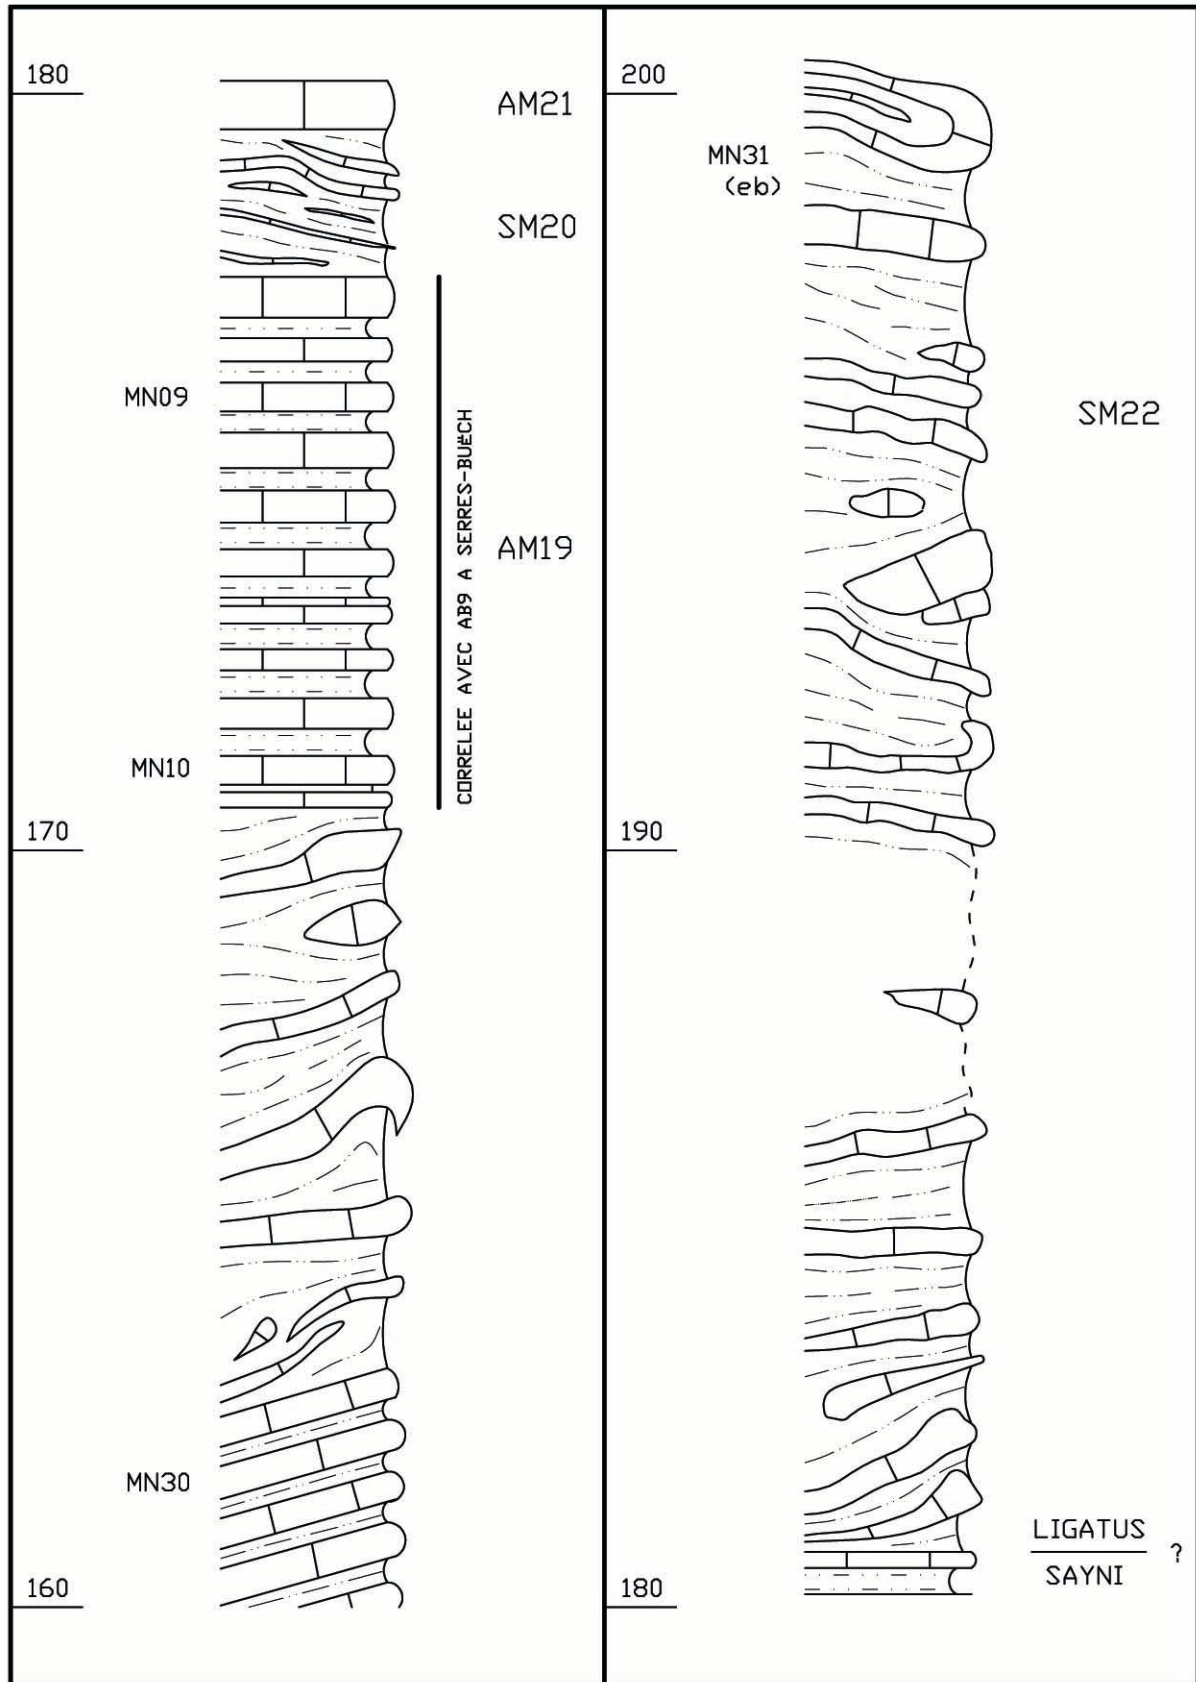 180
AM21
SM20
MN09
CORRELEE AVEC AB9 A SERRES-BUËCH
AM19
MN10
170
MN30
160
200
MN31
(eb)
SM22
190
LIGATUS
SAYNI
?
180